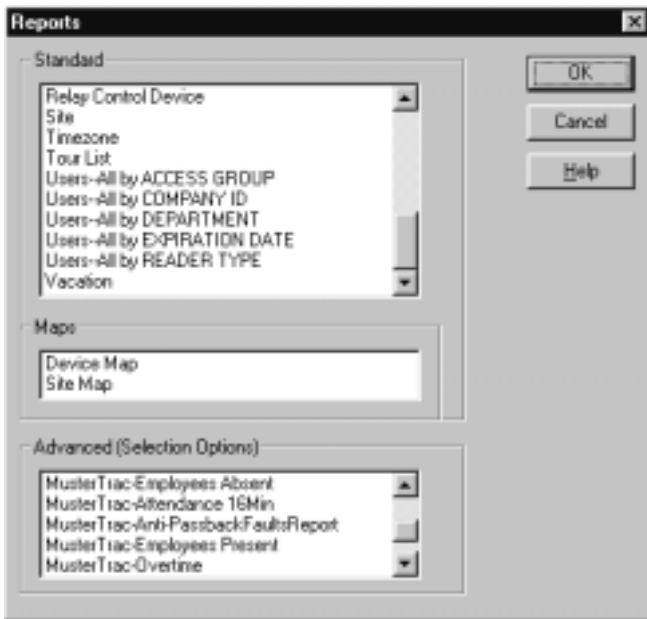 Reports
Standard
Relay Control Device
Site
Timezone
Tour List
Users--All by ACCESS GROUP
Users--All by COMPANY ID
Users--All by DEPARTMENT
Users--All by EXPIRATION DATE
Users--All by READER TYPE
Vacation
OK
Cancel
Help
Maps
Device Map
Site Map
Advanced (Selection Options)
MusterTrac-Employees Absent
MusterTrac-Attendance 16Min
MusterTrac-Anti-PassbackFaultsReport
MusterTrac-Employees Present
MusterTrac-Overtime